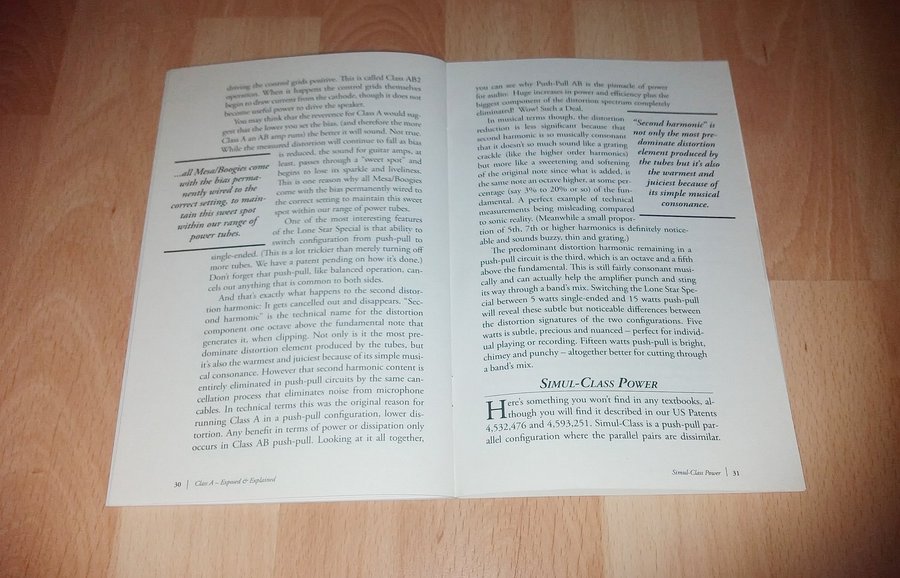 driving the control grids positive. This is called Class AB2
operation. When it happens the control grids themselves
begin to draw current from the cathode, though it does not
become useful power to drive the speaker.
You may think that the reverence for Class A would sug-
gest that the lower you set the bias, (and therefore the more
Class A an AB amp runs) the better it will sound. Not true.
While the measured distortion will continue to fall as bias
is reduced, the sound for guitar amps, at
least, passes through a "sweet spot" and
begins to lose its sparkle and liveliness.
This is one reason why all Mesa/Boogies
come with the bias permanently wired to
the correct setting to maintain this sweet
spot within our range of power tubes.
One of the most interesting features
of the Lone Star Special is that ability to
switch configuration from push-pull to
single-ended. (This is a lot trickier than merely turning off
more tubes. We have a patent pending on how it's done.)
Don't forget that push-pull, like balanced operation, can-
cels out anything that is common to both sides.
And that's exactly what happens to the second distor-
tion harmonic: It gets cancelled out and disappears. "Sec-
ond harmonic" is the technical name for the distortion
component one octave above the fundamental note that
generates it, when clipping. Not only is it the most pre-
dominate distortion element produced by the tubes, but
it's also the warmest and juiciest because of its simple musi-
cal consonance. However that second harmonic content is
entirely eliminated in push-pull circuits by the same can-
cellation process that eliminates noise from microphone
cables. In technical terms this was the original reason for
running Class A in a push-pull configuration, lower dis-
tortion. Any benefit in terms of power or dissipation only
occurs in Class AB push-pull. Looking at it all together,
...all Mesa/Boogies come
with the bias perma-
nently wired to the
correct setting, to main-
tain this sweet spot
within our range of
power tubes.
30 | Class A – Exposed & Explained
you can see why Push-Pull AB is the pinnacle of power
for audio. Huge increases in power and efficiency plus the
biggest component of the distortion spectrum completely
eliminated! Wow! Such a Deal.
In musical terms though, the distortion
reduction is less significant because that
second harmonic is so musically consonant
that it doesn't so much sound like a grating
crackle (like the higher order harmonics)
but more like a sweetening and softening
of the original note since what is added, is
the same note an octave higher, at some per-
centage (say 3% to 20% or so) of the fun-
damental. A perfect example of technical
measurements being misleading compared
to sonic reality. (Meanwhile a small propor-
tion of 5th, 7th or higher harmonics is definitely notice-
able and sounds buzzy, thin and grating.)
The predominant distortion harmonic remaining in a
push-pull circuit is the third, which is an octave and a fifth
above the fundamental. This is still fairly consonant musi-
cally and can actually help the amplifier punch and sting
its way through a band's mix. Switching the Lone Star Spe-
cial between 5 watts single-ended and 15 watts push-pull
will reveal these subtle but noticeable differences between
the distortion signatures of the two configurations. Five
watts is subtle, precious and nuanced – perfect for individ-
ual playing or recording. Fifteen watts push-pull is bright,
chimey and punchy – altogether better for cutting through
a band's mix.
"Second harmonic" is
not only the most pre-
dominate distortion
element produced by
the tubes but it's also
the warmest and
juiciest because of
its simple musical
consonance.
Simul-Class Power
Here's something you won't find in any textbooks, al-
though you will find it described in our US Patents
4,532,476 and 4,593,251. Simul-Class is a push-pull par-
allel configuration where the parallel pairs are dissimilar.
Simul-Class Power | 31